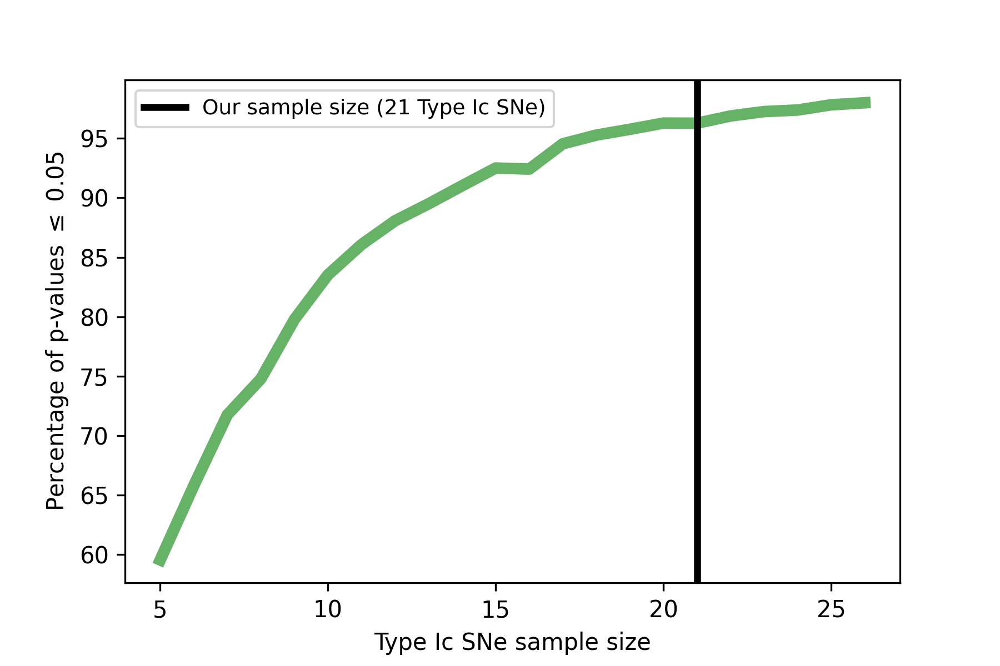 Our sample size (21 Type Ic SNe)
Percentage of p-values ≤ 0.05
95
90
85
80
75
70
65
60
5 10 15 20 25
Type Ic SNe sample size